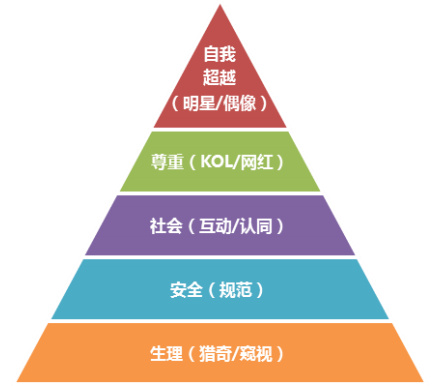 自我
超越
（明星/偶像）
尊重（KOL/网红）
社会（互动/认同）
安全（规范）
生理（猎奇/窥视）